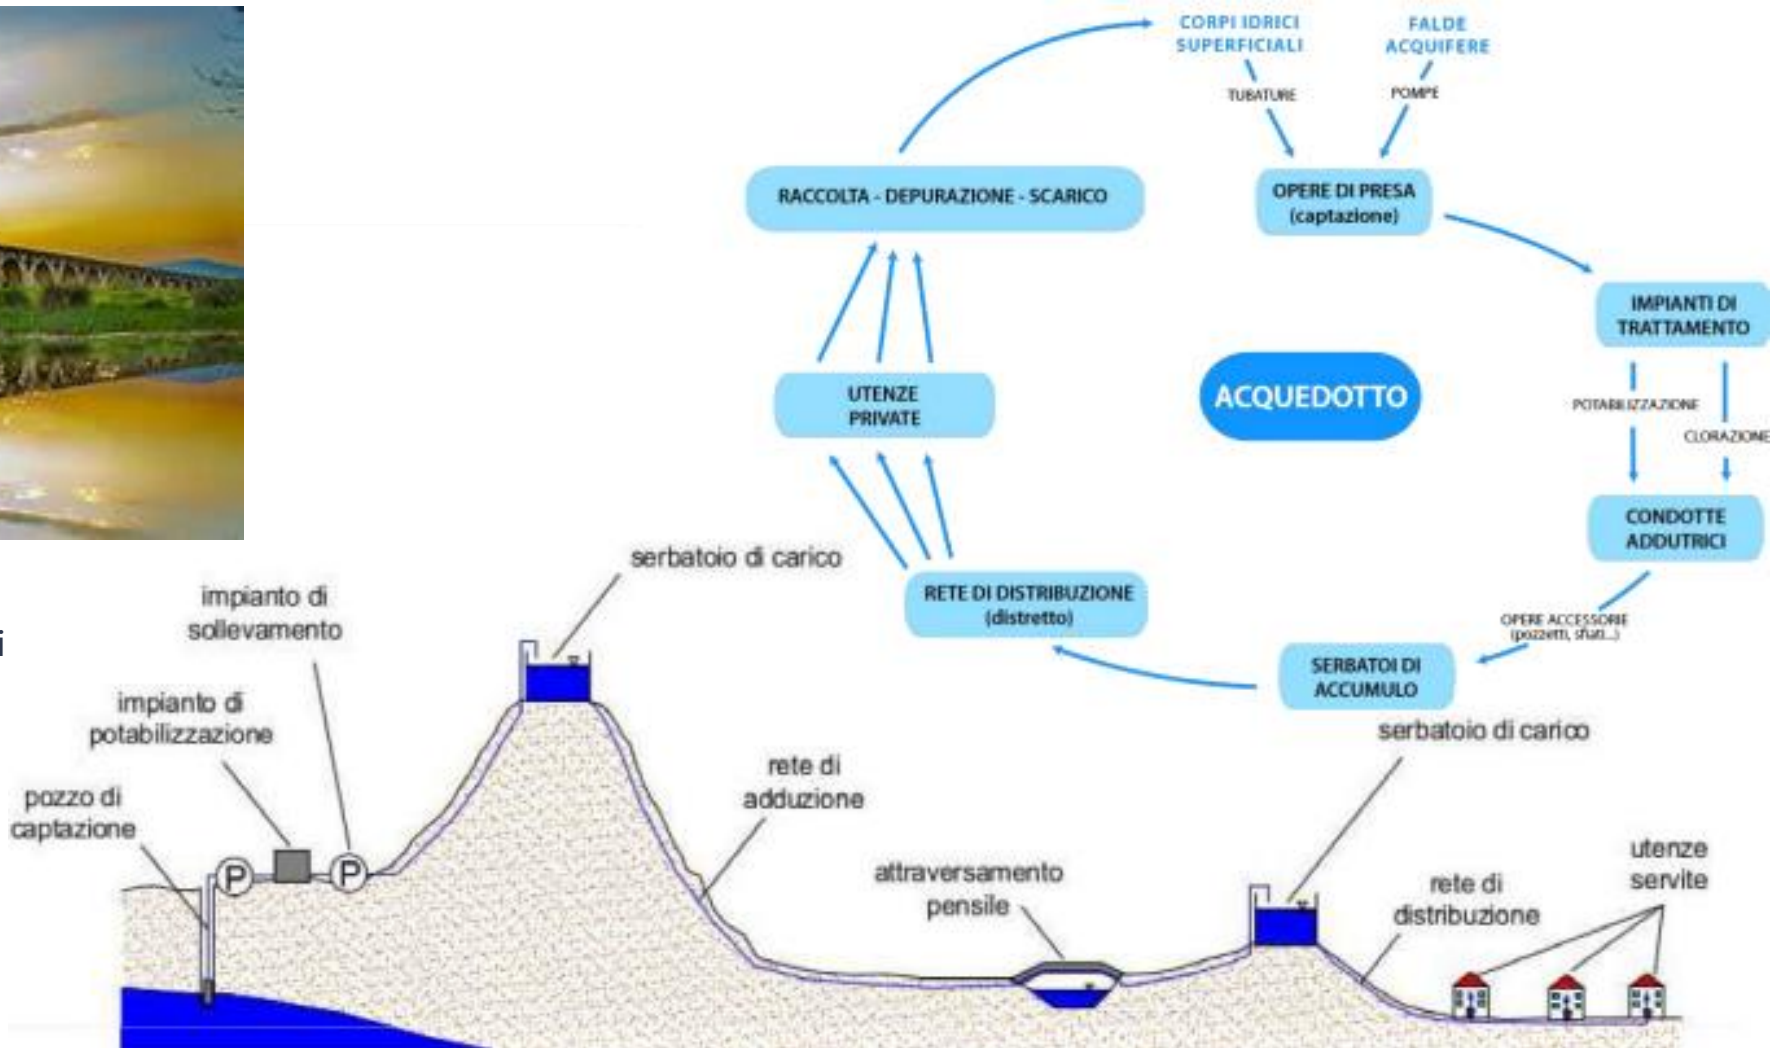 CORPI IDRICI
SUPERFICIALI
FALDE
ACQUIFERE
TUBATURE
POMPE
RACCOLTA - DEPURAZIONE - SCARICO
OPERE DI PRESA
(captazione)
IMPIANTI DI
TRATTAMENTO
UTENZE
PRIVATE
ACQUEDOTTO
POTABILIZZAZIONE
CLORAZIONE
CONDOTTE
ADDUTRICI
RETE DI DISTRIBUZIONE
(distretto)
OPERE ACCESSORIE
(pozzetti, sfiati...)
SERBATOI DI
ACCUMULO
i
serbatoio di carico
impianto di
sollevamento
impianto di
potabilizzazione
pozzo di
captazione
P
P
rete di
adduzione
attraversamento
pensile
serbatoio di carico
rete di
distribuzione
utenze
servite